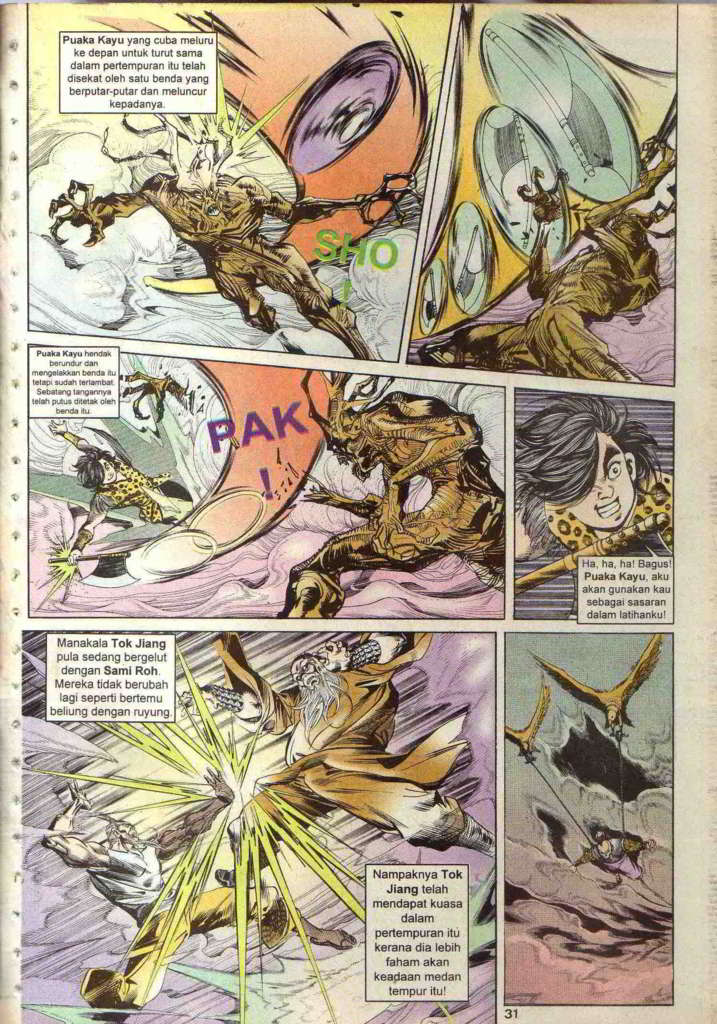 Puaka Kayu yang cuba meluru
ke depan untuk turut sama
dalam pertempuran itu telah
disekat oleh satu benda yang
berputar-putar dan meluncur
kepadanya.
SHO
!
Puaka Kayu hendak
berundur dan
mengelakkan benda itu
tetapi sudah terlambat.
Sebatang tangannya
telah putus ditetak oleh
benda itu.
PAK
!
Ha, ha, ha! Bagus!
Puaka Kayu, aku
akan gunakan kau
sebagai sasaran
dalam latihanku!
Manakala Tok Jiang
pula sedang bergelut
dengan Sami Roh.
Mereka tidak berubah
lagi seperti bertemu
beliung dengan ruyung.
Nampaknya Tok
Jiang telah
mendapat kuasa
dalam
pertempuran itu
kerana dia lebih
faham akan
keadaan medan
tempur itu!
31